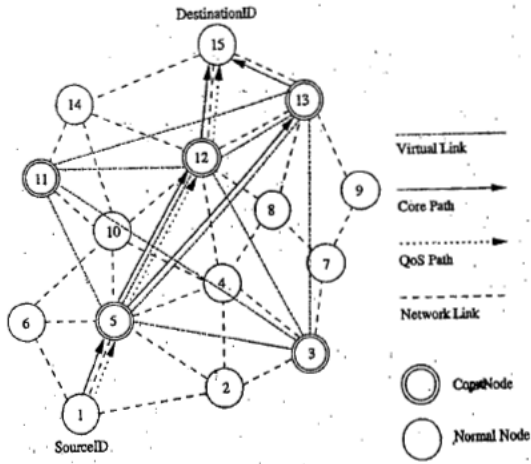 DestinationID
15
14
13
12
11
10
9
8
7
6
5
4
3
2
1
SourceID
Virtual Link
Core Path
QoS Path
Network Link
Node
Normal Node